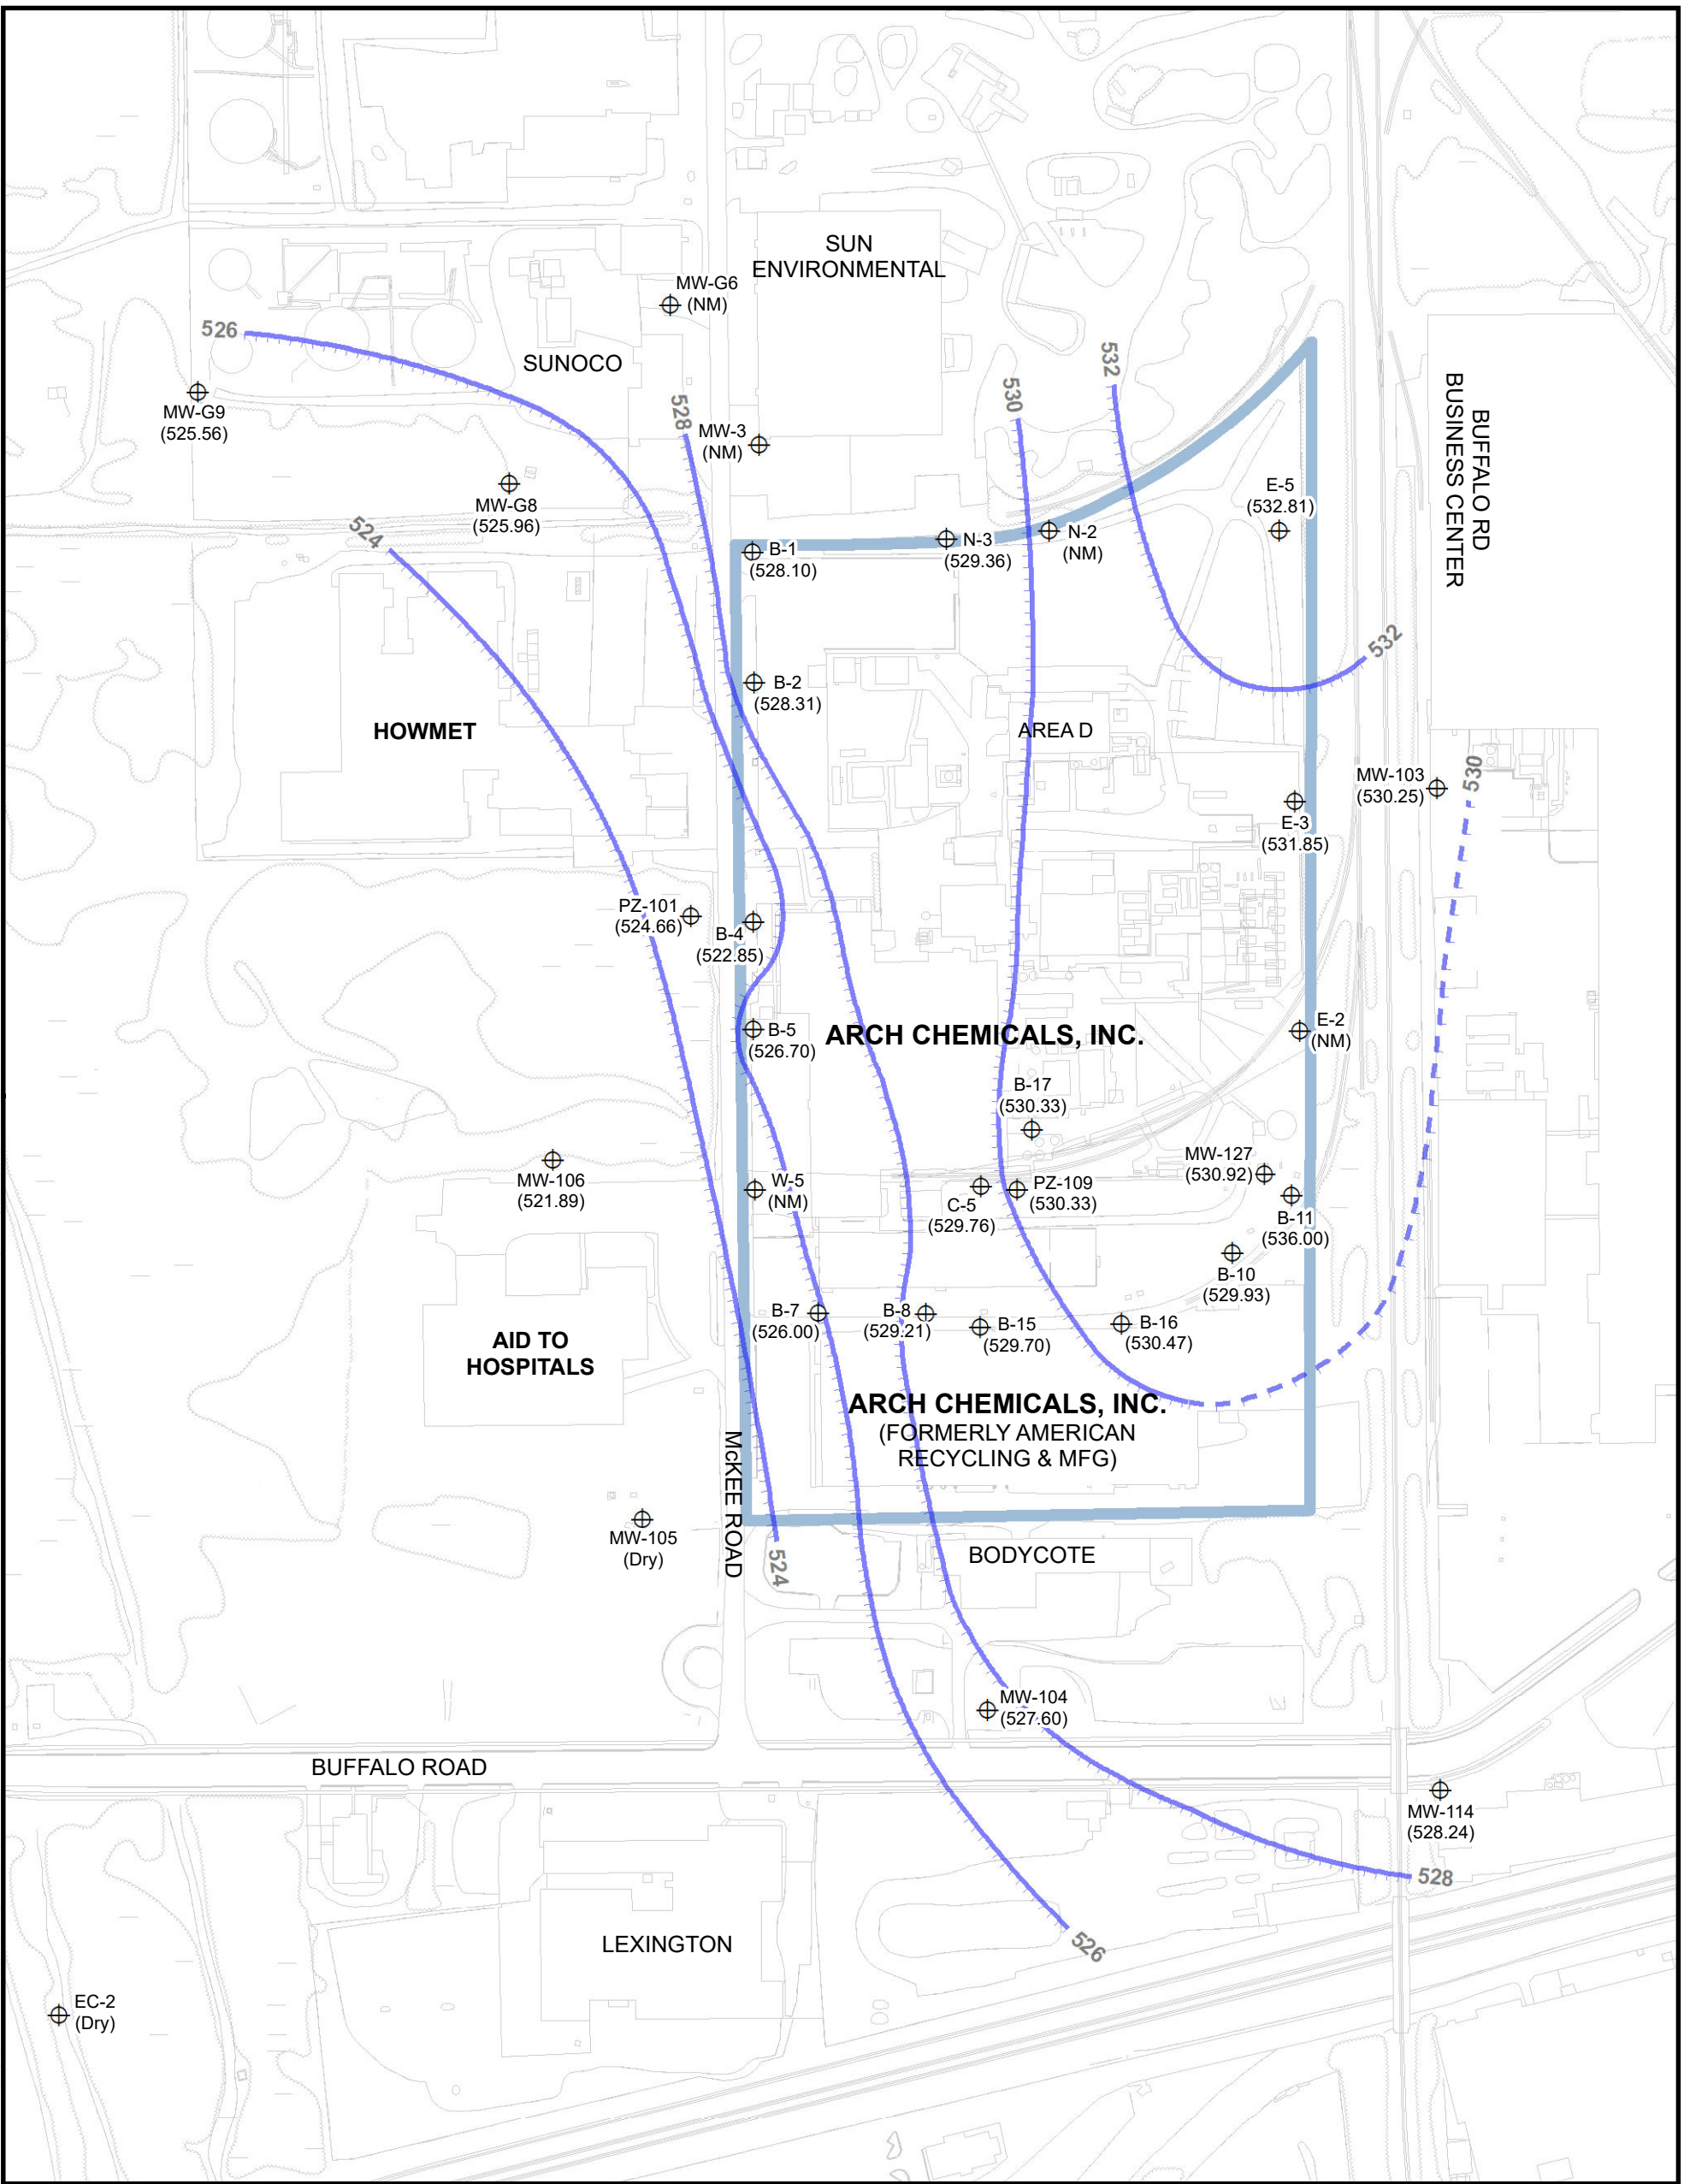 SUN
ENVIRONMENTAL
MW-G6
(NM)
526
SUNOCO
532
530
528
MW-G9
(525.56)
MW-3
(NM)
BUFFALO RD
BUSINESS CENTER
MW-G8
(525.96)
E-5
(532.81)
524
B-1
(528.10)
N-3
(529.36)
N-2
(NM)
532
B-2
(528.31)
HOWMET
AREA D
530
MW-103
(530.25)
E-3
(531.85)
PZ-101
(524.66)
B-4
(522.85)
B-5
(526.70)
ARCH CHEMICALS, INC.
E-2
(NM)
B-17
(530.33)
MW-106
(521.89)
W-5
(NM)
C-5
(529.76)
PZ-109
(530.33)
MW-127
(530.92)
B-11
(536.00)
B-10
(529.93)
B-7
(526.00)
B-8
(529.21)
B-15
(529.70)
B-16
(530.47)
AID TO
HOSPITALS
ARCH CHEMICALS, INC.
(FORMERLY AMERICAN
RECYCLING & MFG)
McKEE ROAD
MW-105
(Dry)
524
BODYCOTE
MW-104
(527.60)
BUFFALO ROAD
MW-114
(528.24)
528
LEXINGTON
526
EC-2
(Dry)